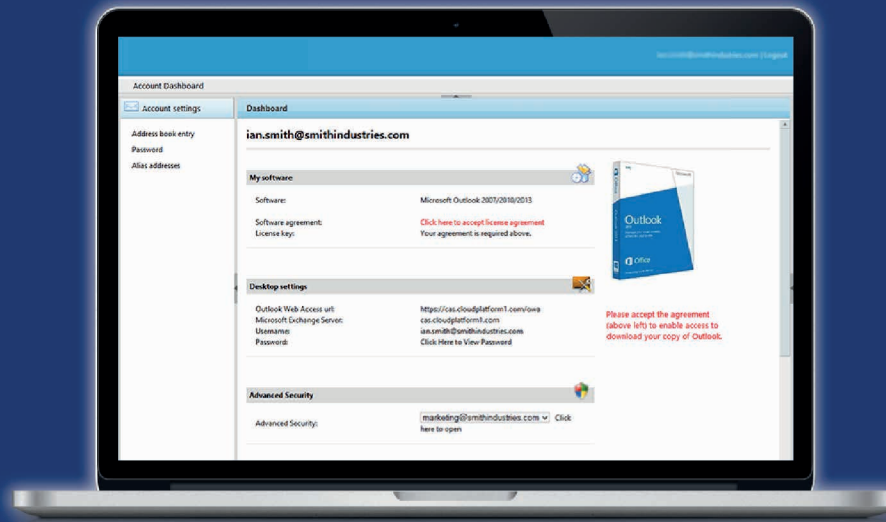 Account Dashboard
Account settings
Address book entry
Password
Alias addresses
Dashboard
ian.smith@smithindustries.com
My software
Software: Microsoft Outlook 2007/2010/2013
Software agreement: Click here to accept license agreement
License key: Your agreement is required above.
Desktop settings
Outlook Web Access url: https://cas.cloudplatform1.com/owa
Microsoft Exchange Server: cas.cloudplatform1.com
Username: ian.smith@smithindustries.com
Password: Click Here to View Password
Advanced Security
Advanced Security: marketing@smithindustries.com Click
here to open
Outlook
Office
Please accept the agreement
(above left) to enable access to
download your copy of Outlook.